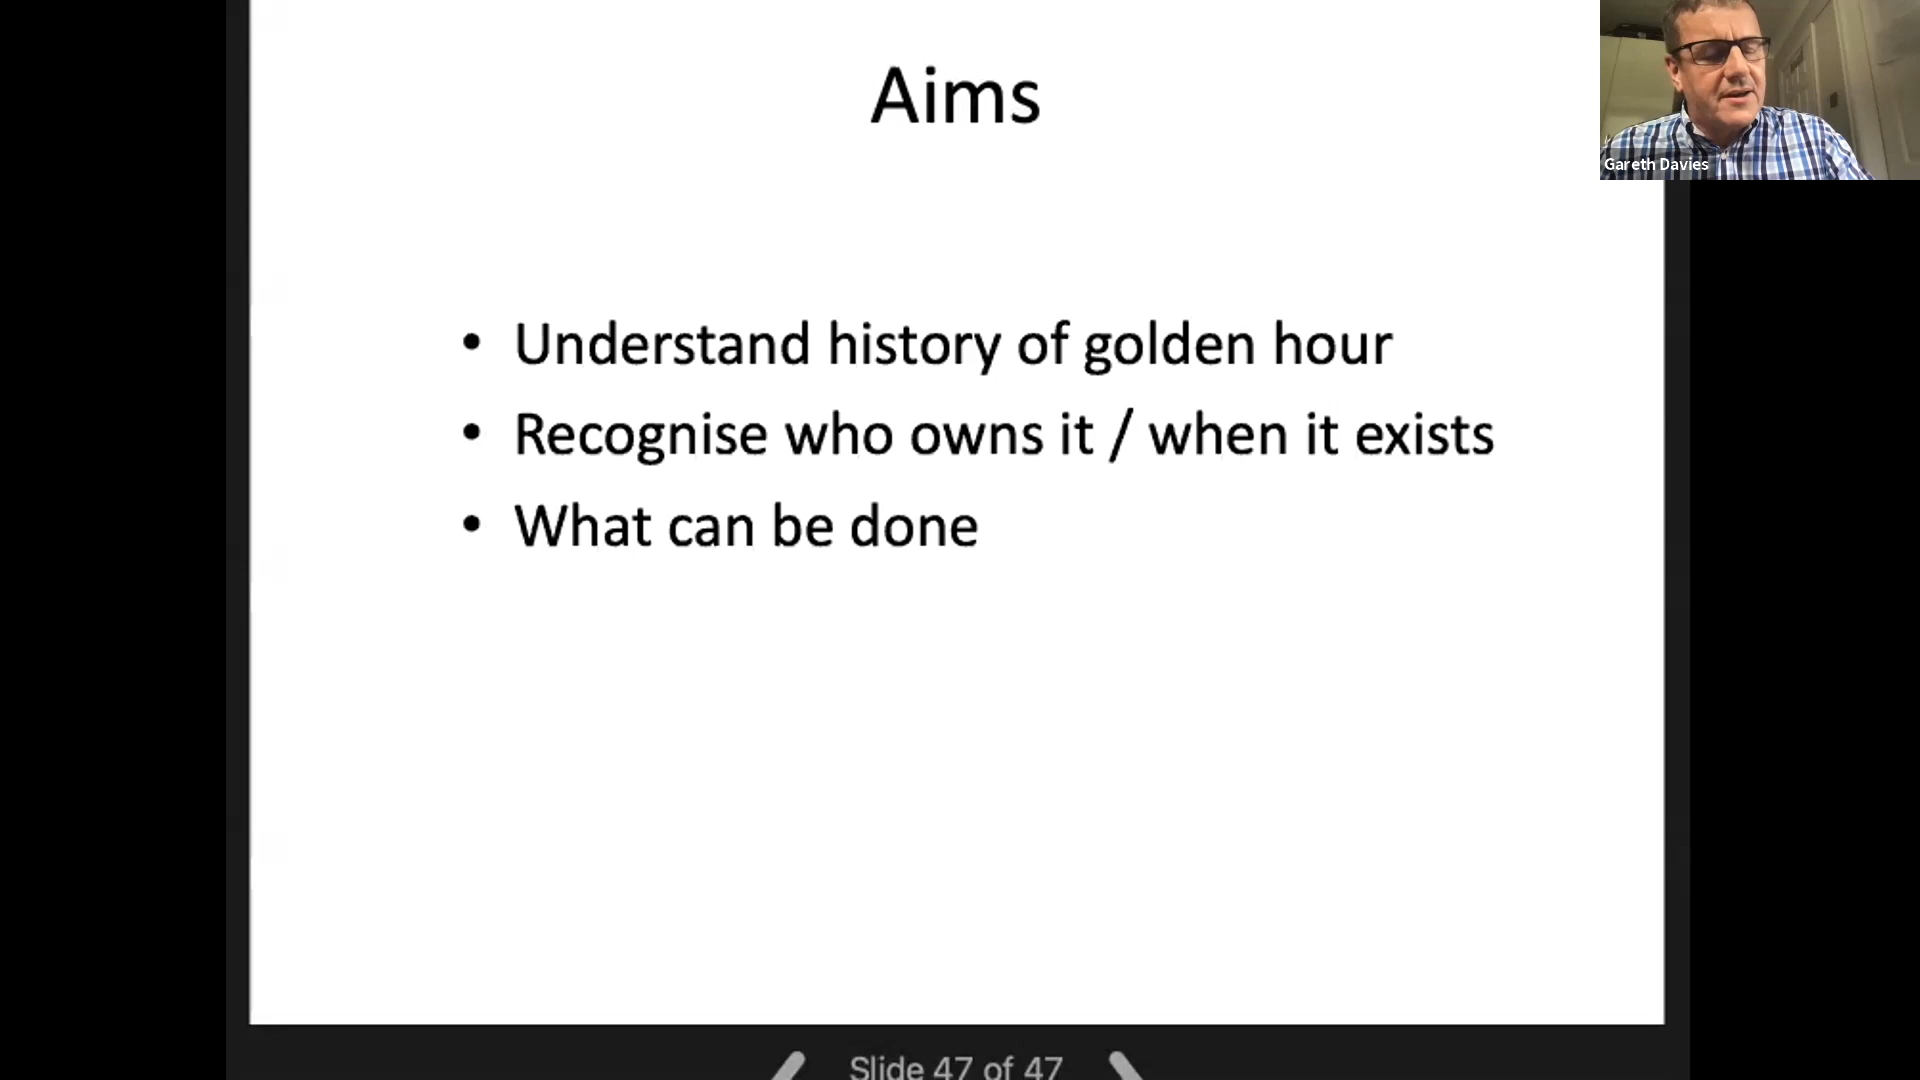 Aims
Gareth Davies
• Understand history of golden hour
• Recognise who owns it / when it exists
• What can be done
Slide 47 of 47